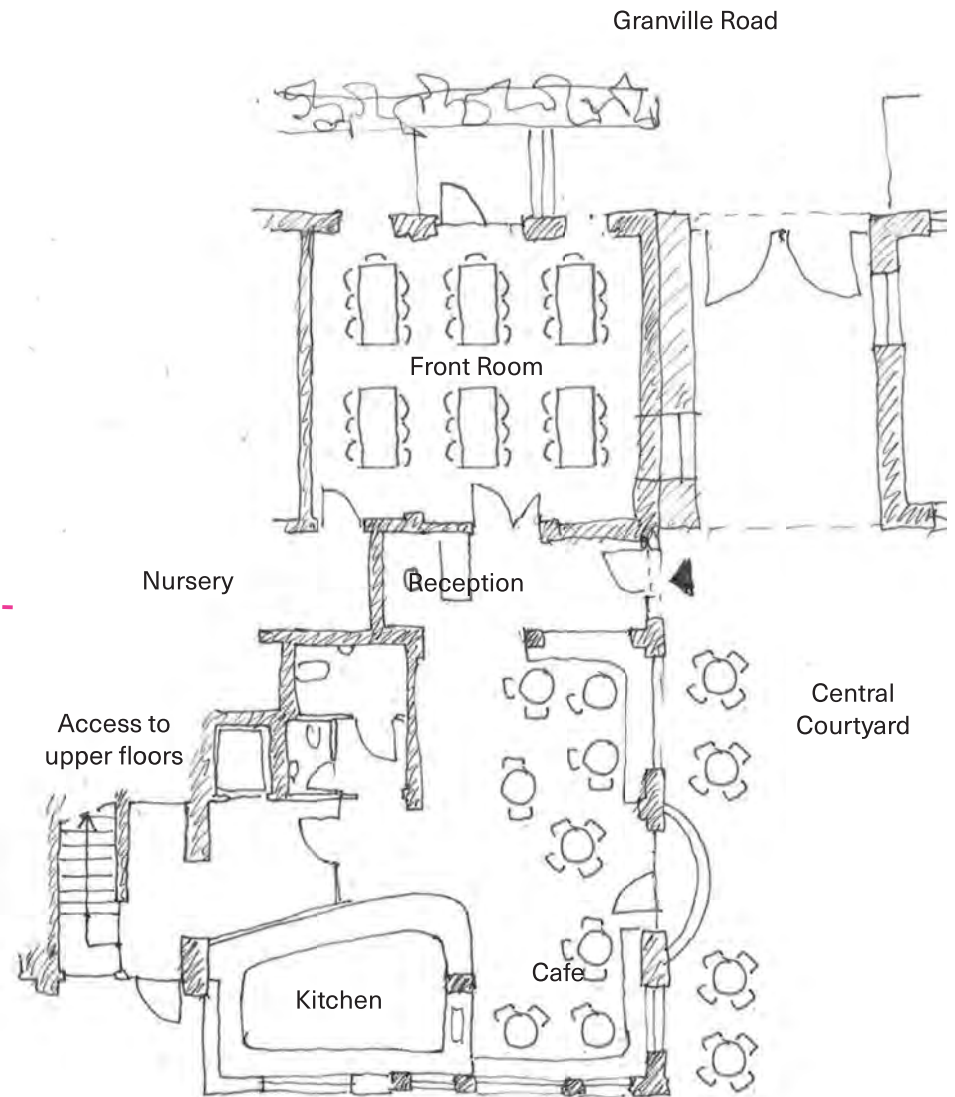 Granville Road
Front Room
Nursery
Reception
Access to
upper floors
Central
Courtyard
Cafe
Kitchen